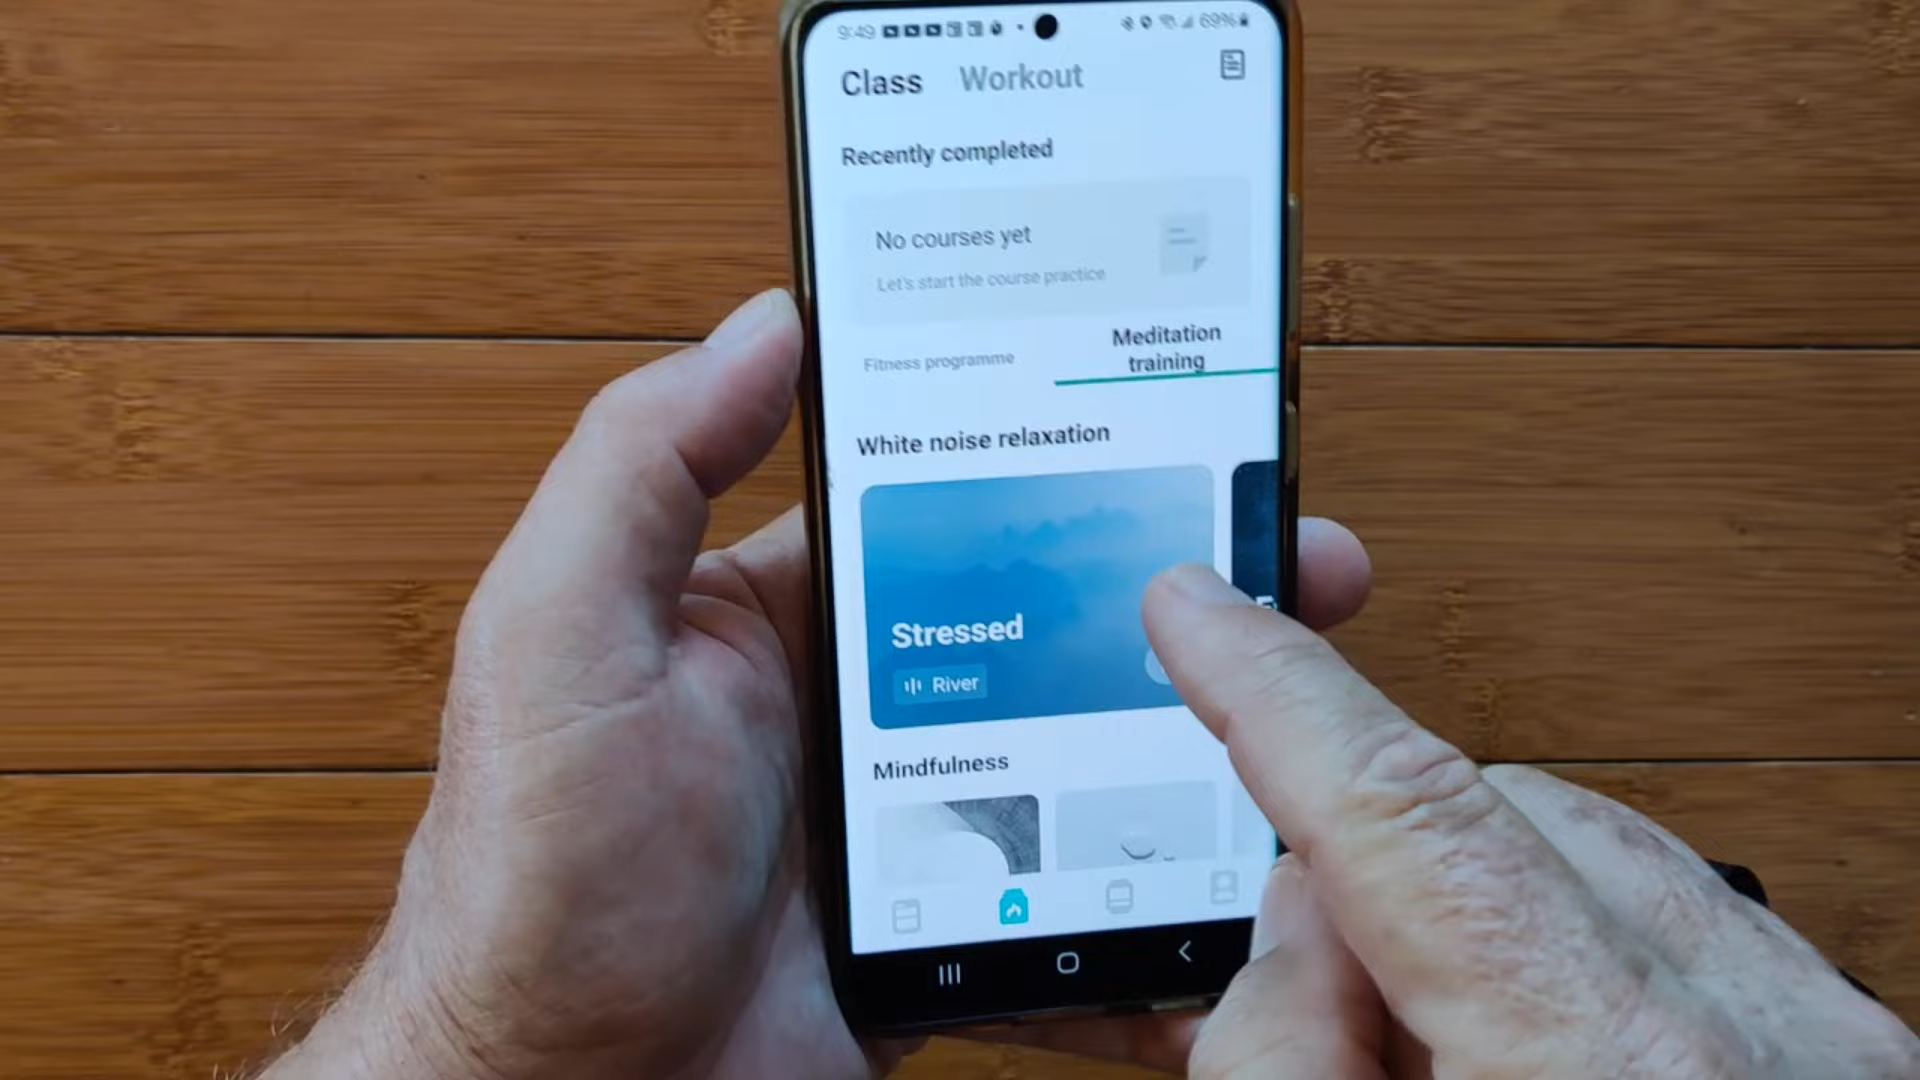 9:49 69%
Class Workout
Recently completed
No courses yet
Let's start the course practice
Fitness programme
Meditation
training
White noise relaxation
Stressed
River
Mindfulness